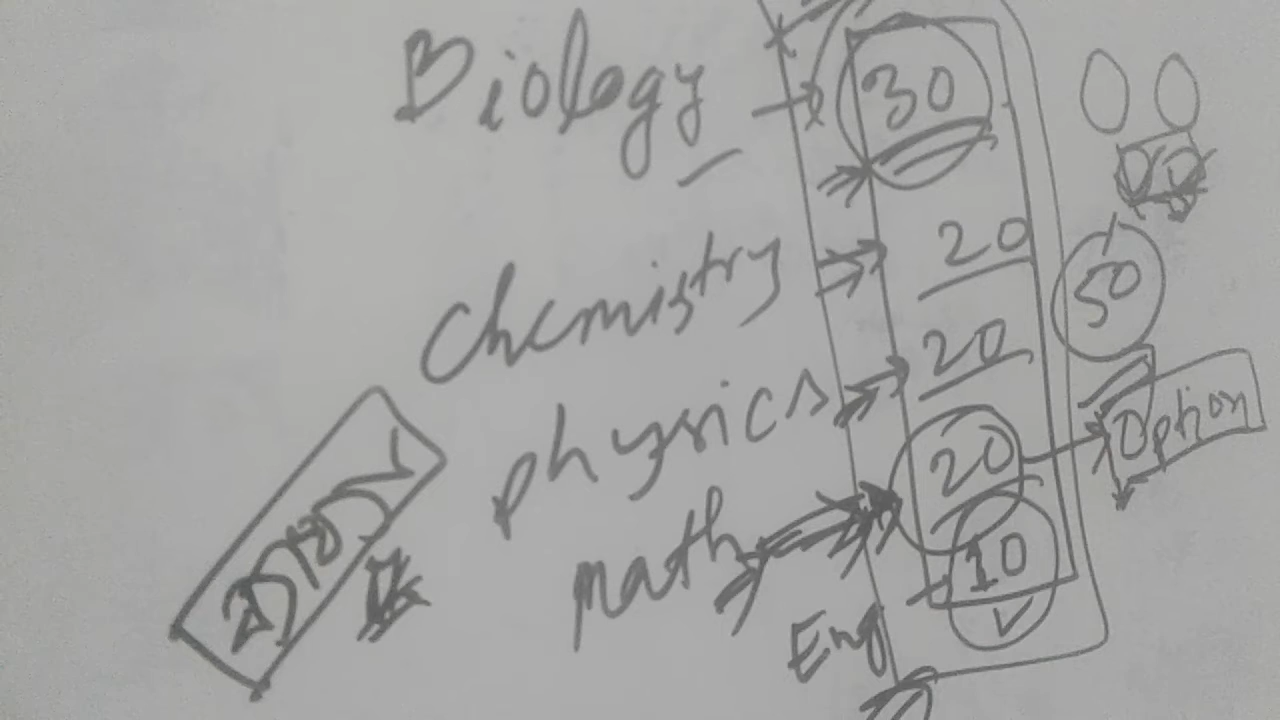 Biology 30
Chemistry 20
50
physics 20
math 20 Option
Eng 10